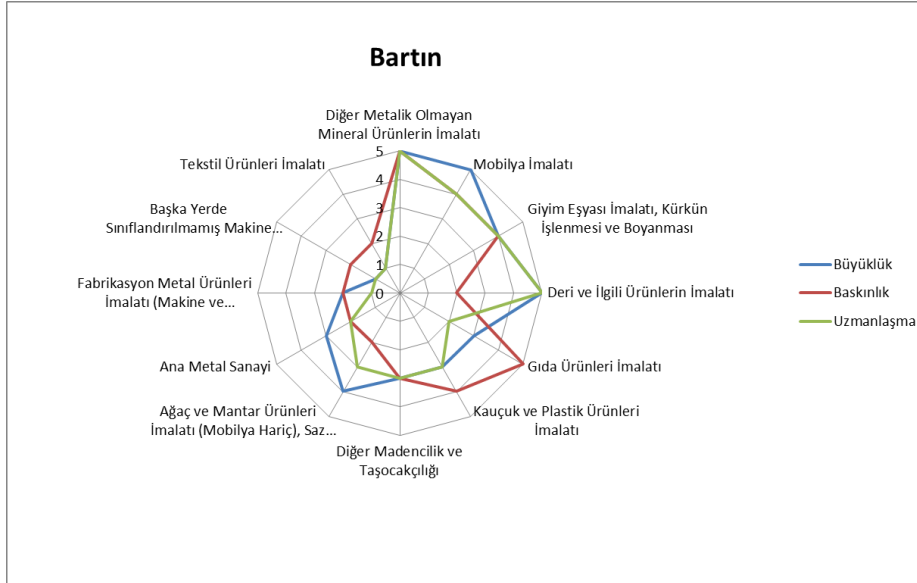 Bartın
Diğer Metalik Olmayan
Mineral Ürünlerin İmalatı
Mobilya İmalatı
Giyim Eşyası İmalatı, Kürkün
İşlenmesi ve Boyanması
Deri ve İlgili Ürünlerin İmalatı
Gıda Ürünleri İmalatı
Kauçuk ve Plastik Ürünleri
İmalatı
Diğer Madencilik ve
Taşocakçılığı
Ağaç ve Mantar Ürünleri
İmalatı (Mobilya Hariç), Saz...
Ana Metal Sanayi
Fabrikasyon Metal Ürünleri
İmalatı (Makine ve...
Başka Yerde
Sınıflandırılmamış Makine...
Tekstil Ürünleri İmalatı
5
4
3
2
1
0
Büyüklük
Baskınlık
Uzmanlaşma